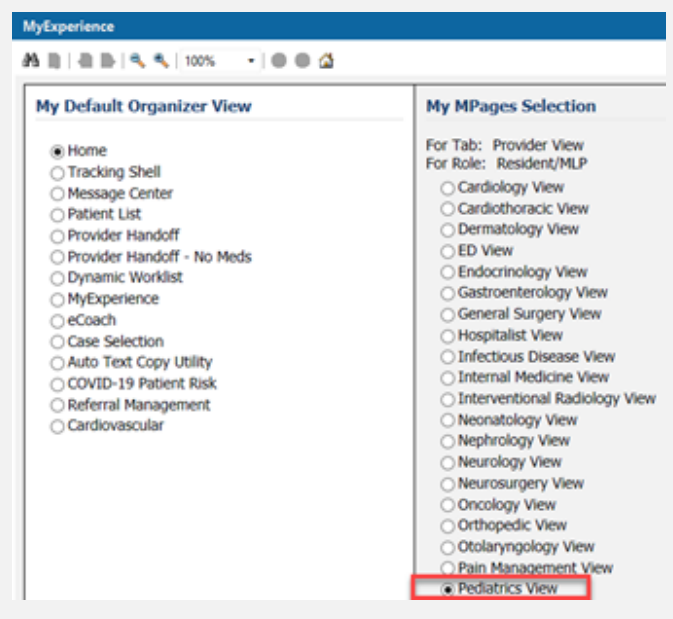 MyExperience
100%
My Default Organizer View
Home
Tracking Shell
Message Center
Patient List
Provider Handoff
Provider Handoff - No Meds
Dynamic Worklist
MyExperience
eCoach
Case Selection
Auto Text Copy Utility
COVID-19 Patient Risk
Referral Management
Cardiovascular
My MPages Selection
For Tab: Provider View
For Role: Resident/MLP
Cardiology View
Cardiothoracic View
Dermatology View
ED View
Endocrinology View
Gastroenterology View
General Surgery View
Hospitalist View
Infectious Disease View
Internal Medicine View
Interventional Radiology View
Neonatology View
Nephrology View
Neurology View
Neurosurgery View
Oncology View
Orthopedic View
Otolaryngology View
Pain Management View
Pediatrics View